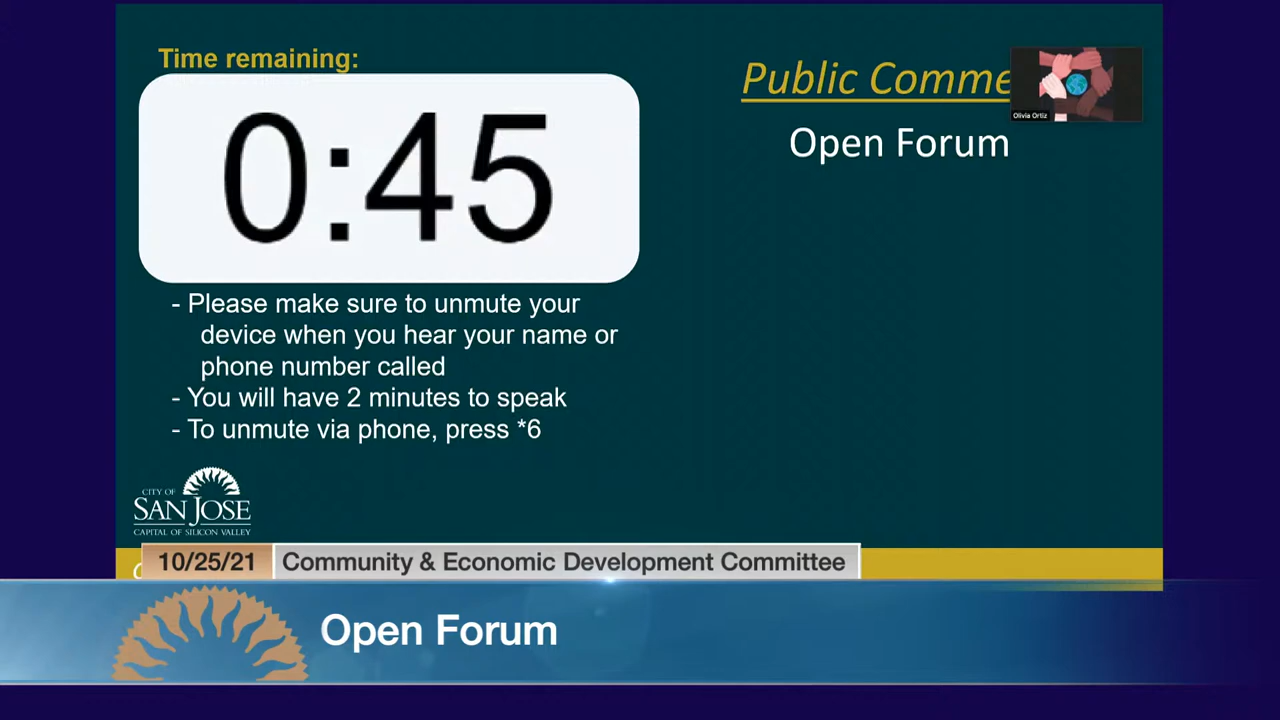 Time remaining:
0:45
- Please make sure to unmute your
device when you hear your name or
phone number called
- You will have 2 minutes to speak
- To unmute via phone, press *6
Public Comme
Olivia Ortiz
Open Forum
CITY OF
SAN JOSE
CAPITAL OF SILICON VALLEY
10/25/21 Community & Economic Development Committee
Open Forum